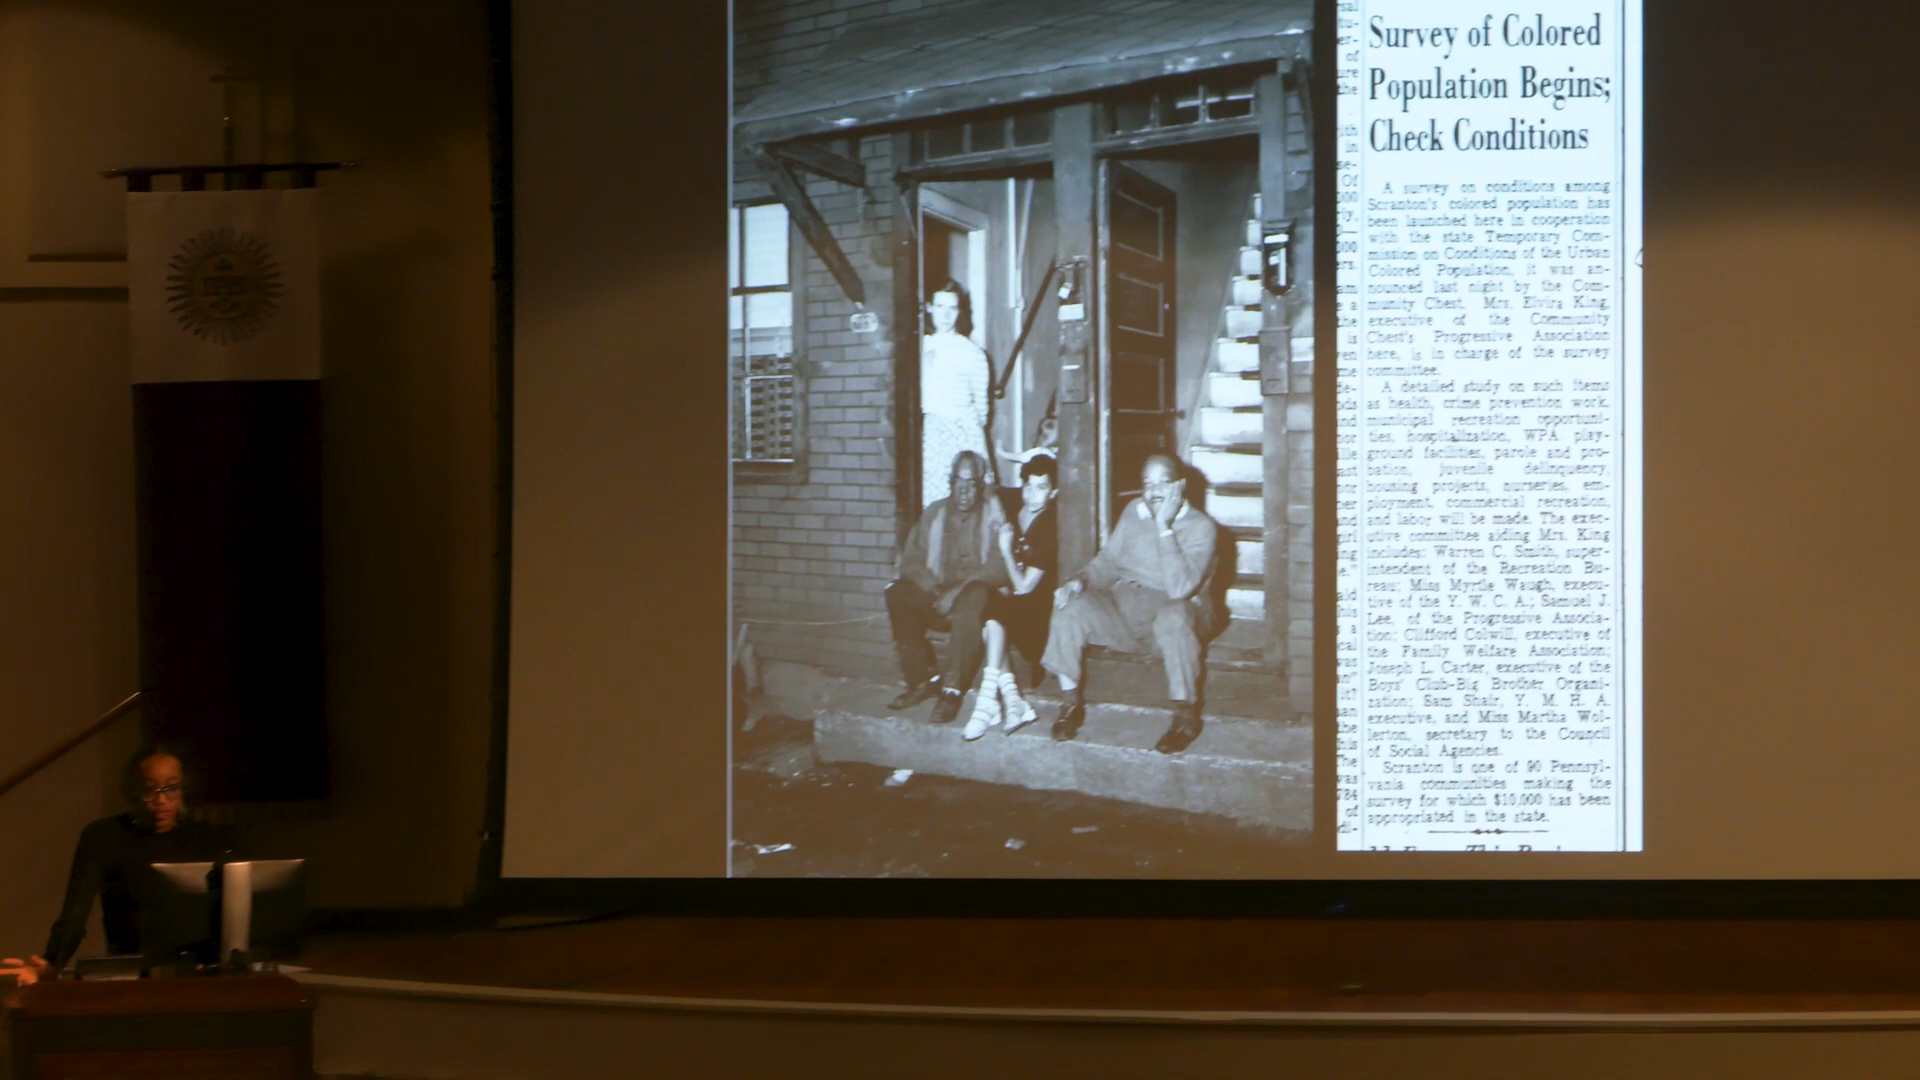 Survey of Colored
Population Begins;
Check Conditions
A survey on conditions among
Scranton's colored population has
been launched here in cooperation
with the state Temporary Com-
mission on Conditions of the Urban
Colored Population, it was an-
nounced last night by the Com-
munity Chest. Mrs. Elvira King,
executive of the Community
Chest's Progressive Association
here, is in charge of the survey
committee.
A detailed study on such items
as health, crime prevention work,
municipal recreation opportuni-
ties, hospitalization, WPA play-
ground facilities, parole and pro-
bation, juvenile delinquency,
housing projects, nurseries, em-
ployment, commercial recreation,
and labor will be made. The exec-
utive committee aiding Mrs. King
includes: Warren C. Smith, super-
intendent of the Recreation Bu-
reau; Miss Myrtle Waugh, execu-
tive of the Y. W. C. A.; Samuel J.
Lee, of the Progressive Associa-
tion; Clifford Colwill, executive of
the Family Welfare Association;
Joseph L. Carter, executive of the
Boys' Club-Big Brother Organi-
zation; Sam Shair, Y. M. H. A.
executive, and Miss Martha Wol-
lerton, secretary to the Council
of Social Agencies.
Scranton is one of 90 Pennsyl-
vania communities making the
survey for which $10,000 has been
appropriated in the state.